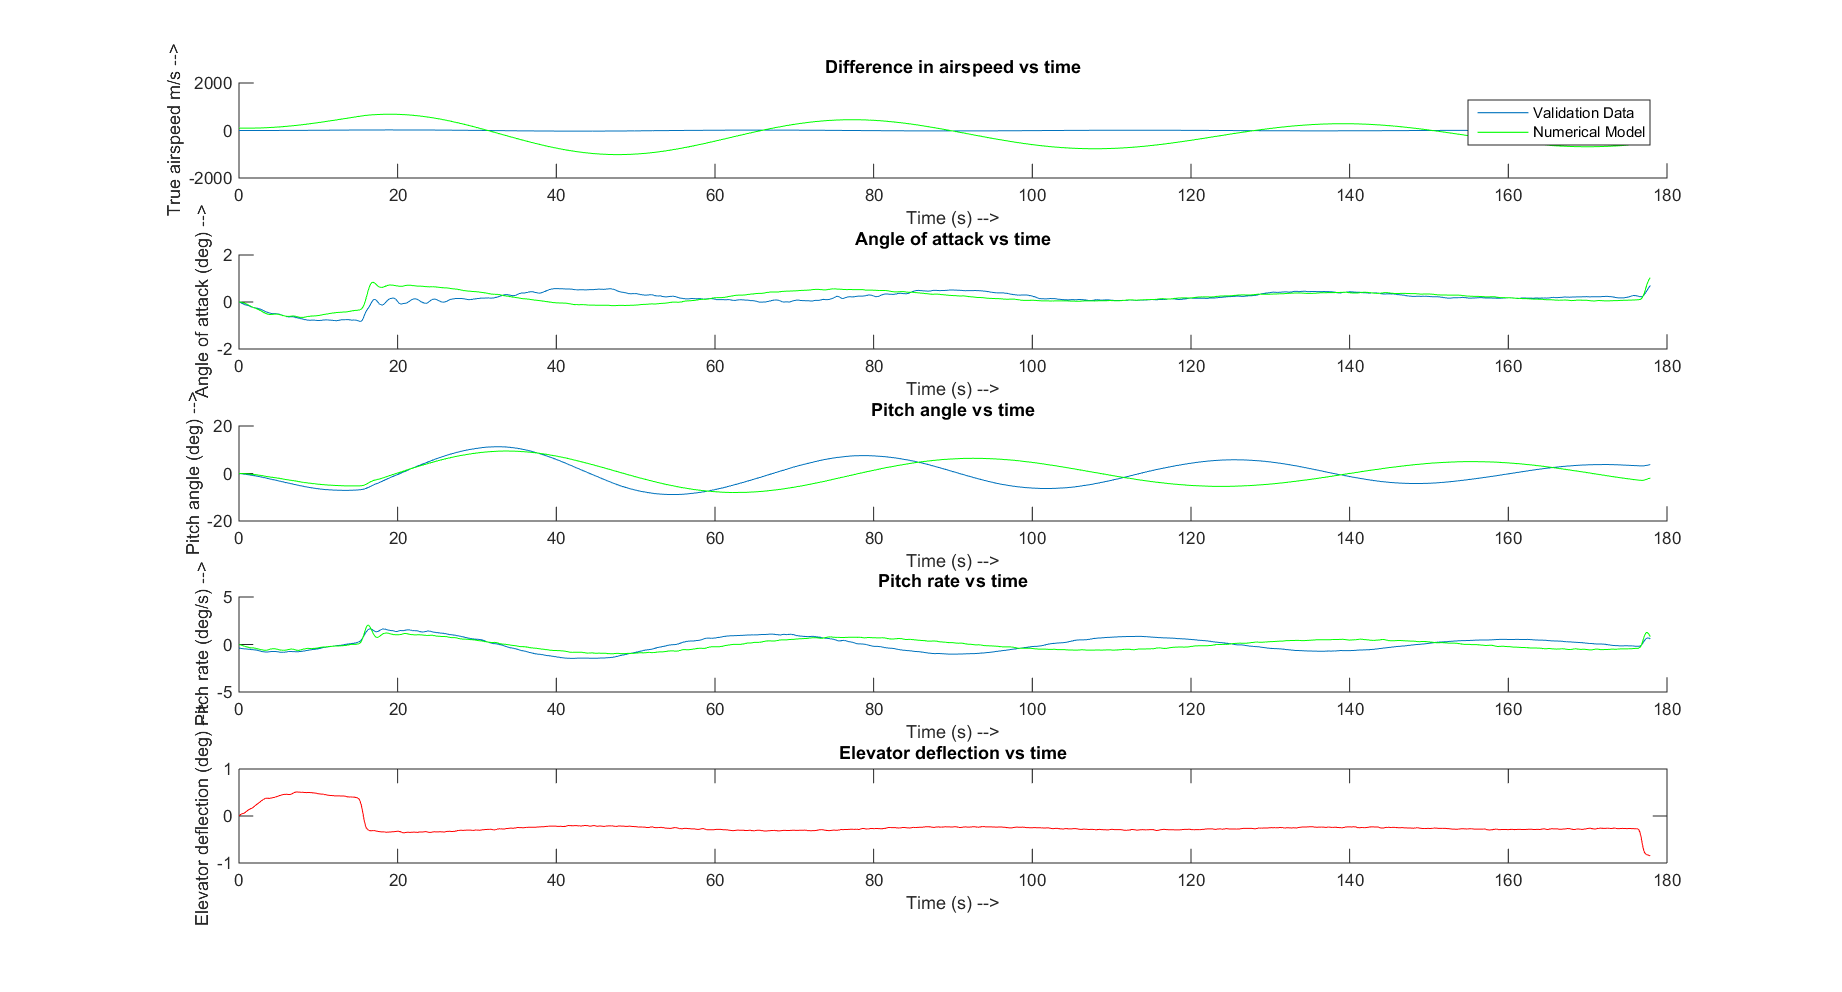 Difference in airspeed vs time
True airspeed m/s -->
2000
0
-2000
0 20 40 60 80 100 120 140 160 180
Time (s) -->
Validation Data
Numerical Model
Angle of attack vs time
Angle of attack (deg) -->
2
0
-2
0 20 40 60 80 100 120 140 160 180
Time (s) -->
Pitch angle vs time
Pitch angle (deg) -->
20
0
-20
0 20 40 60 80 100 120 140 160 180
Time (s) -->
Pitch rate vs time
Pitch rate (deg/s) -->
5
0
-5
0 20 40 60 80 100 120 140 160 180
Time (s) -->
Elevator deflection vs time
Elevator deflection (deg) -->
1
0
-1
0 20 40 60 80 100 120 140 160 180
Time (s) -->